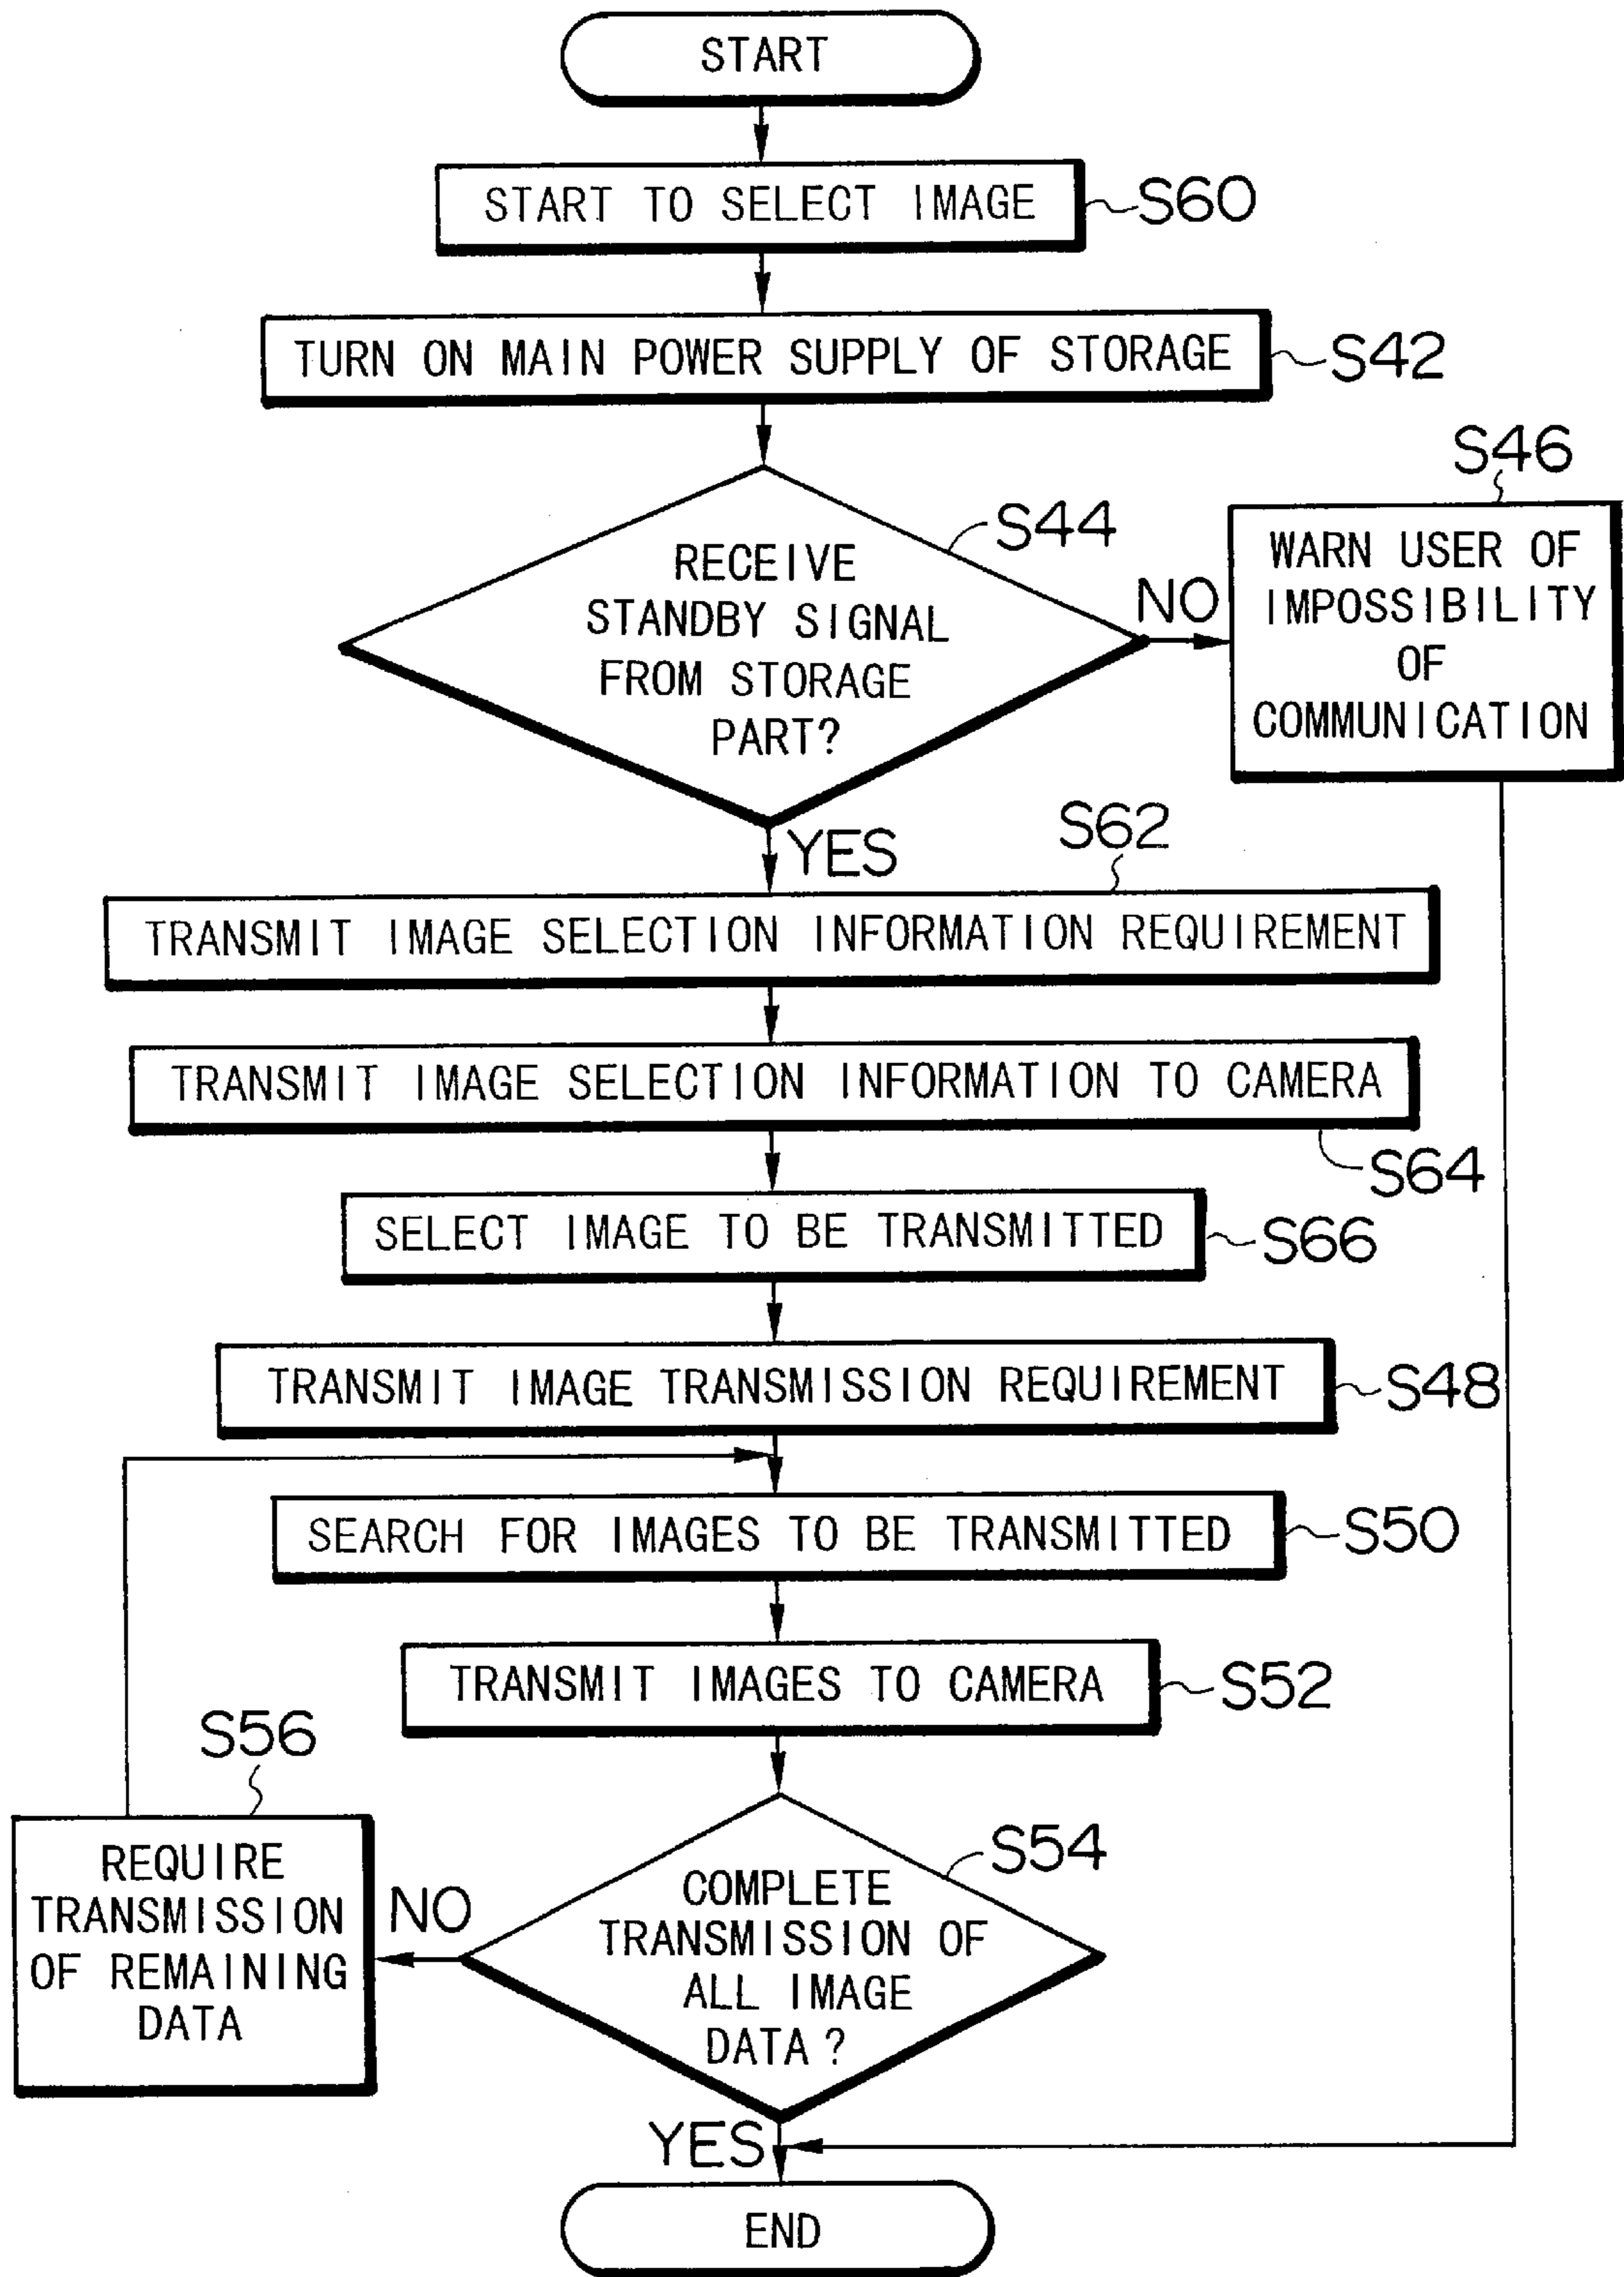 START
START TO SELECT IMAGE
S60
TURN ON MAIN POWER SUPPLY OF STORAGE
S42
S46
S44
RECEIVE
STANDBY SIGNAL
FROM STORAGE
PART?
NO
WARN USER OF
IMPOSSIBILITY
OF
COMMUNICATION
YES
S62
TRANSMIT IMAGE SELECTION INFORMATION REQUIREMENT
TRANSMIT IMAGE SELECTION INFORMATION TO CAMERA
S64
SELECT IMAGE TO BE TRANSMITTED
S66
TRANSMIT IMAGE TRANSMISSION REQUIREMENT
S48
SEARCH FOR IMAGES TO BE TRANSMITTED
S50
TRANSMIT IMAGES TO CAMERA
S52
S56
REQUIRE
TRANSMISSION
OF REMAINING
DATA
NO
S54
COMPLETE
TRANSMISSION OF
ALL IMAGE
DATA?
YES
END